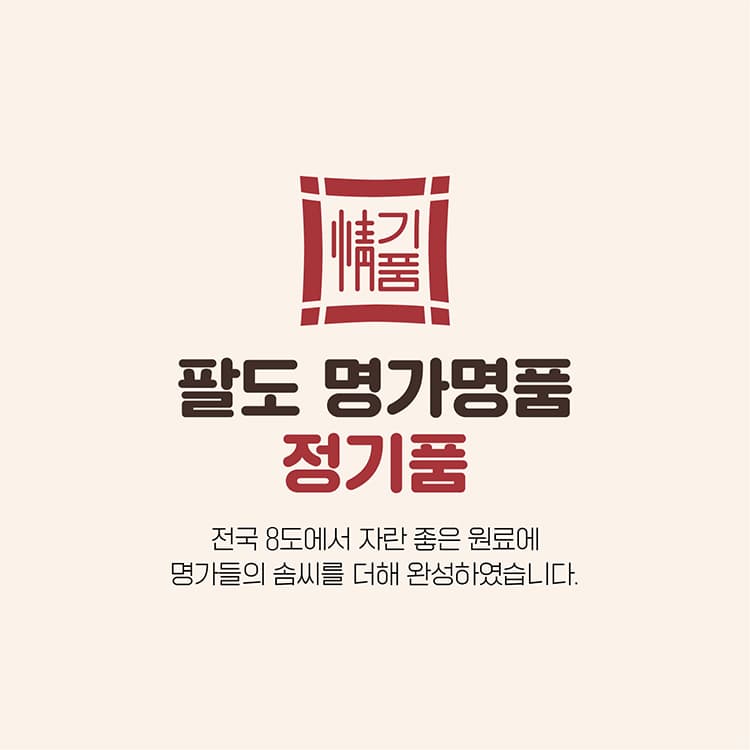 情기품
팔도 명가명품
정기품
전국 8도에서 자란 좋은 원료에
명가들의 솜씨를 더해 완성하였습니다.